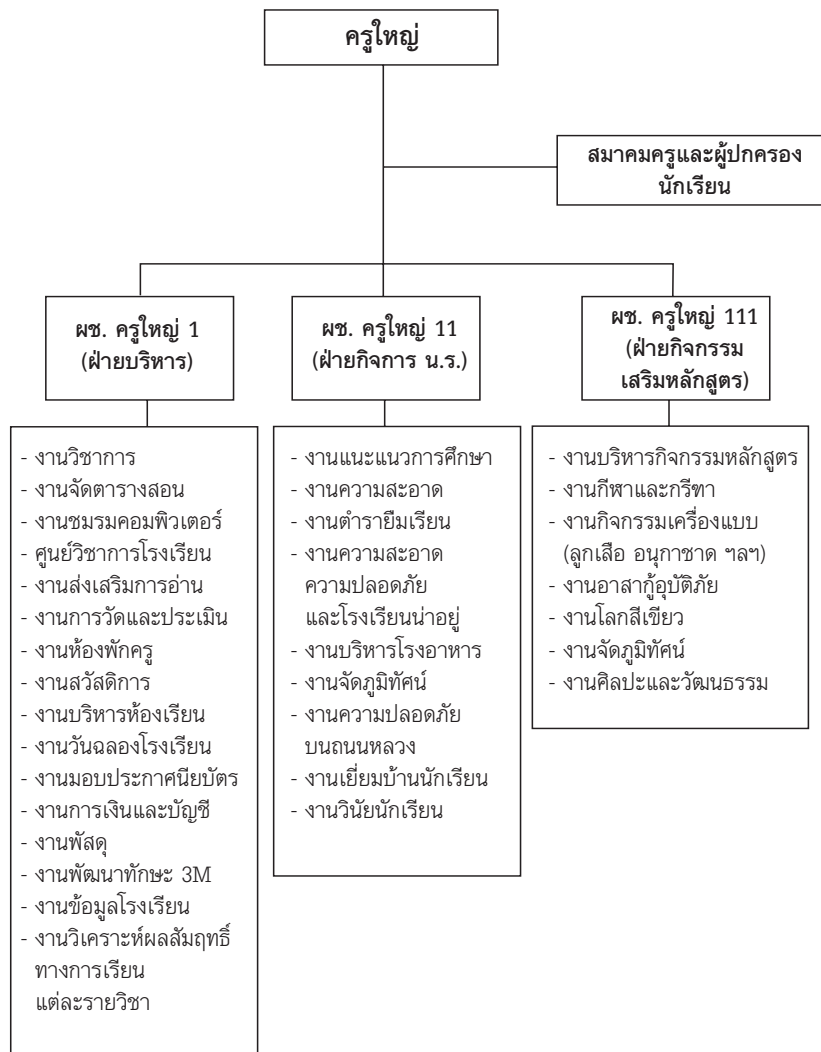 ครูใหญ่
สมาคมครูและผู้ปกครอง
นักเรียน
ผช. ครูใหญ่ 1
(ฝ่ายบริหาร)
ผช. ครูใหญ่ 11
(ฝ่ายกิจการ น.ร.)
ผช. ครูใหญ่ 111
(ฝ่ายกิจกรรม
เสริมหลักสูตร)
- งานวิชาการ
- งานจัดตารางสอน
- งานชมรมคอมพิวเตอร์
- ศูนย์วิชาการโรงเรียน
- งานส่งเสริมการอ่าน
- งานการวัดและประเมิน
- งานห้องพักครู
- งานสวัสดิการ
- งานบริหารห้องเรียน
- งานวันฉลองโรงเรียน
- งานมอบประกาศนียบัตร
- งานการเงินและบัญชี
- งานพัสดุ
- งานพัฒนาทักษะ 3M
- งานข้อมูลโรงเรียน
- งานวิเคราะห์ผลสัมฤทธิ์
ทางการเรียน
แต่ละรายวิชา
- งานแนะแนวการศึกษา
- งานความสะอาด
- งานตำรายืมเรียน
- งานความสะอาด
ความปลอดภัย
และโรงเรียนน่าอยู่
- งานบริหารโรงอาหาร
- งานจัดภูมิทัศน์
- งานความปลอดภัย
บนถนนหลวง
- งานเยี่ยมบ้านนักเรียน
- งานวินัยนักเรียน
- งานบริหารกิจกรรมหลักสูตร
- งานกีฬาและกรีฑา
- งานกิจกรรมเครื่องแบบ
(ลูกเสือ อนุกาชาด ฯลฯ)
- งานอาสากู้อุบัติภัย
- งานโลกสีเขียว
- งานจัดภูมิทัศน์
- งานศิลปะและวัฒนธรรม